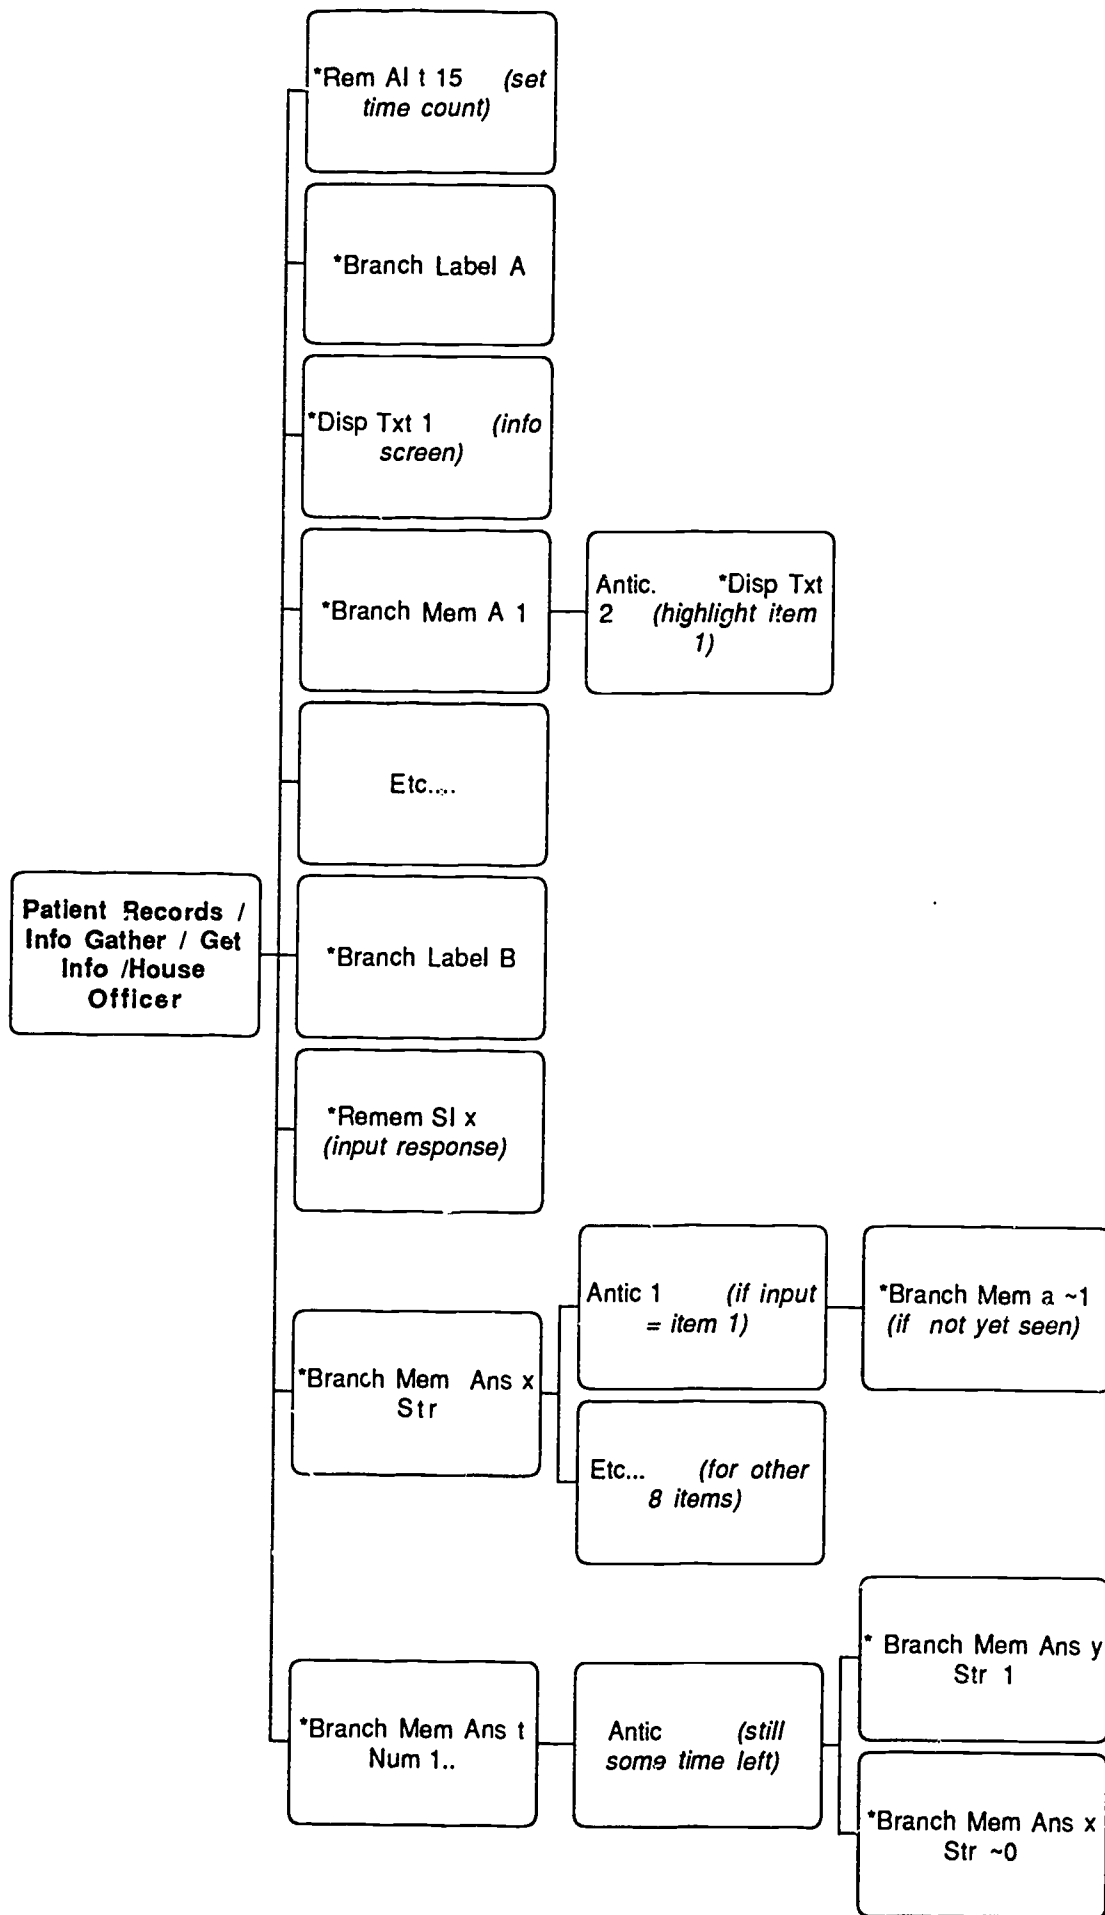 *Rem AI t 15 (set
time count)
*Branch Label A
*Disp Txt 1 (info
screen)
*Branch Mem A 1
Antic. *Disp Txt
2 (highlight item
1)
Etc....
Patient Records /
Info Gather / Get
Info /House
Officer
*Branch Label B
*Remem SI x
(input response)
*Branch Mem Ans x
Str
Antic 1 (if input
= item 1)
*Branch Mem a ~1
(if not yet seen)
Etc... (for other
8 items)
*Branch Mem Ans t
Num 1..
Antic (still
some time left)
* Branch Mem Ans y
Str 1
*Branch Mem Ans x
Str ~0